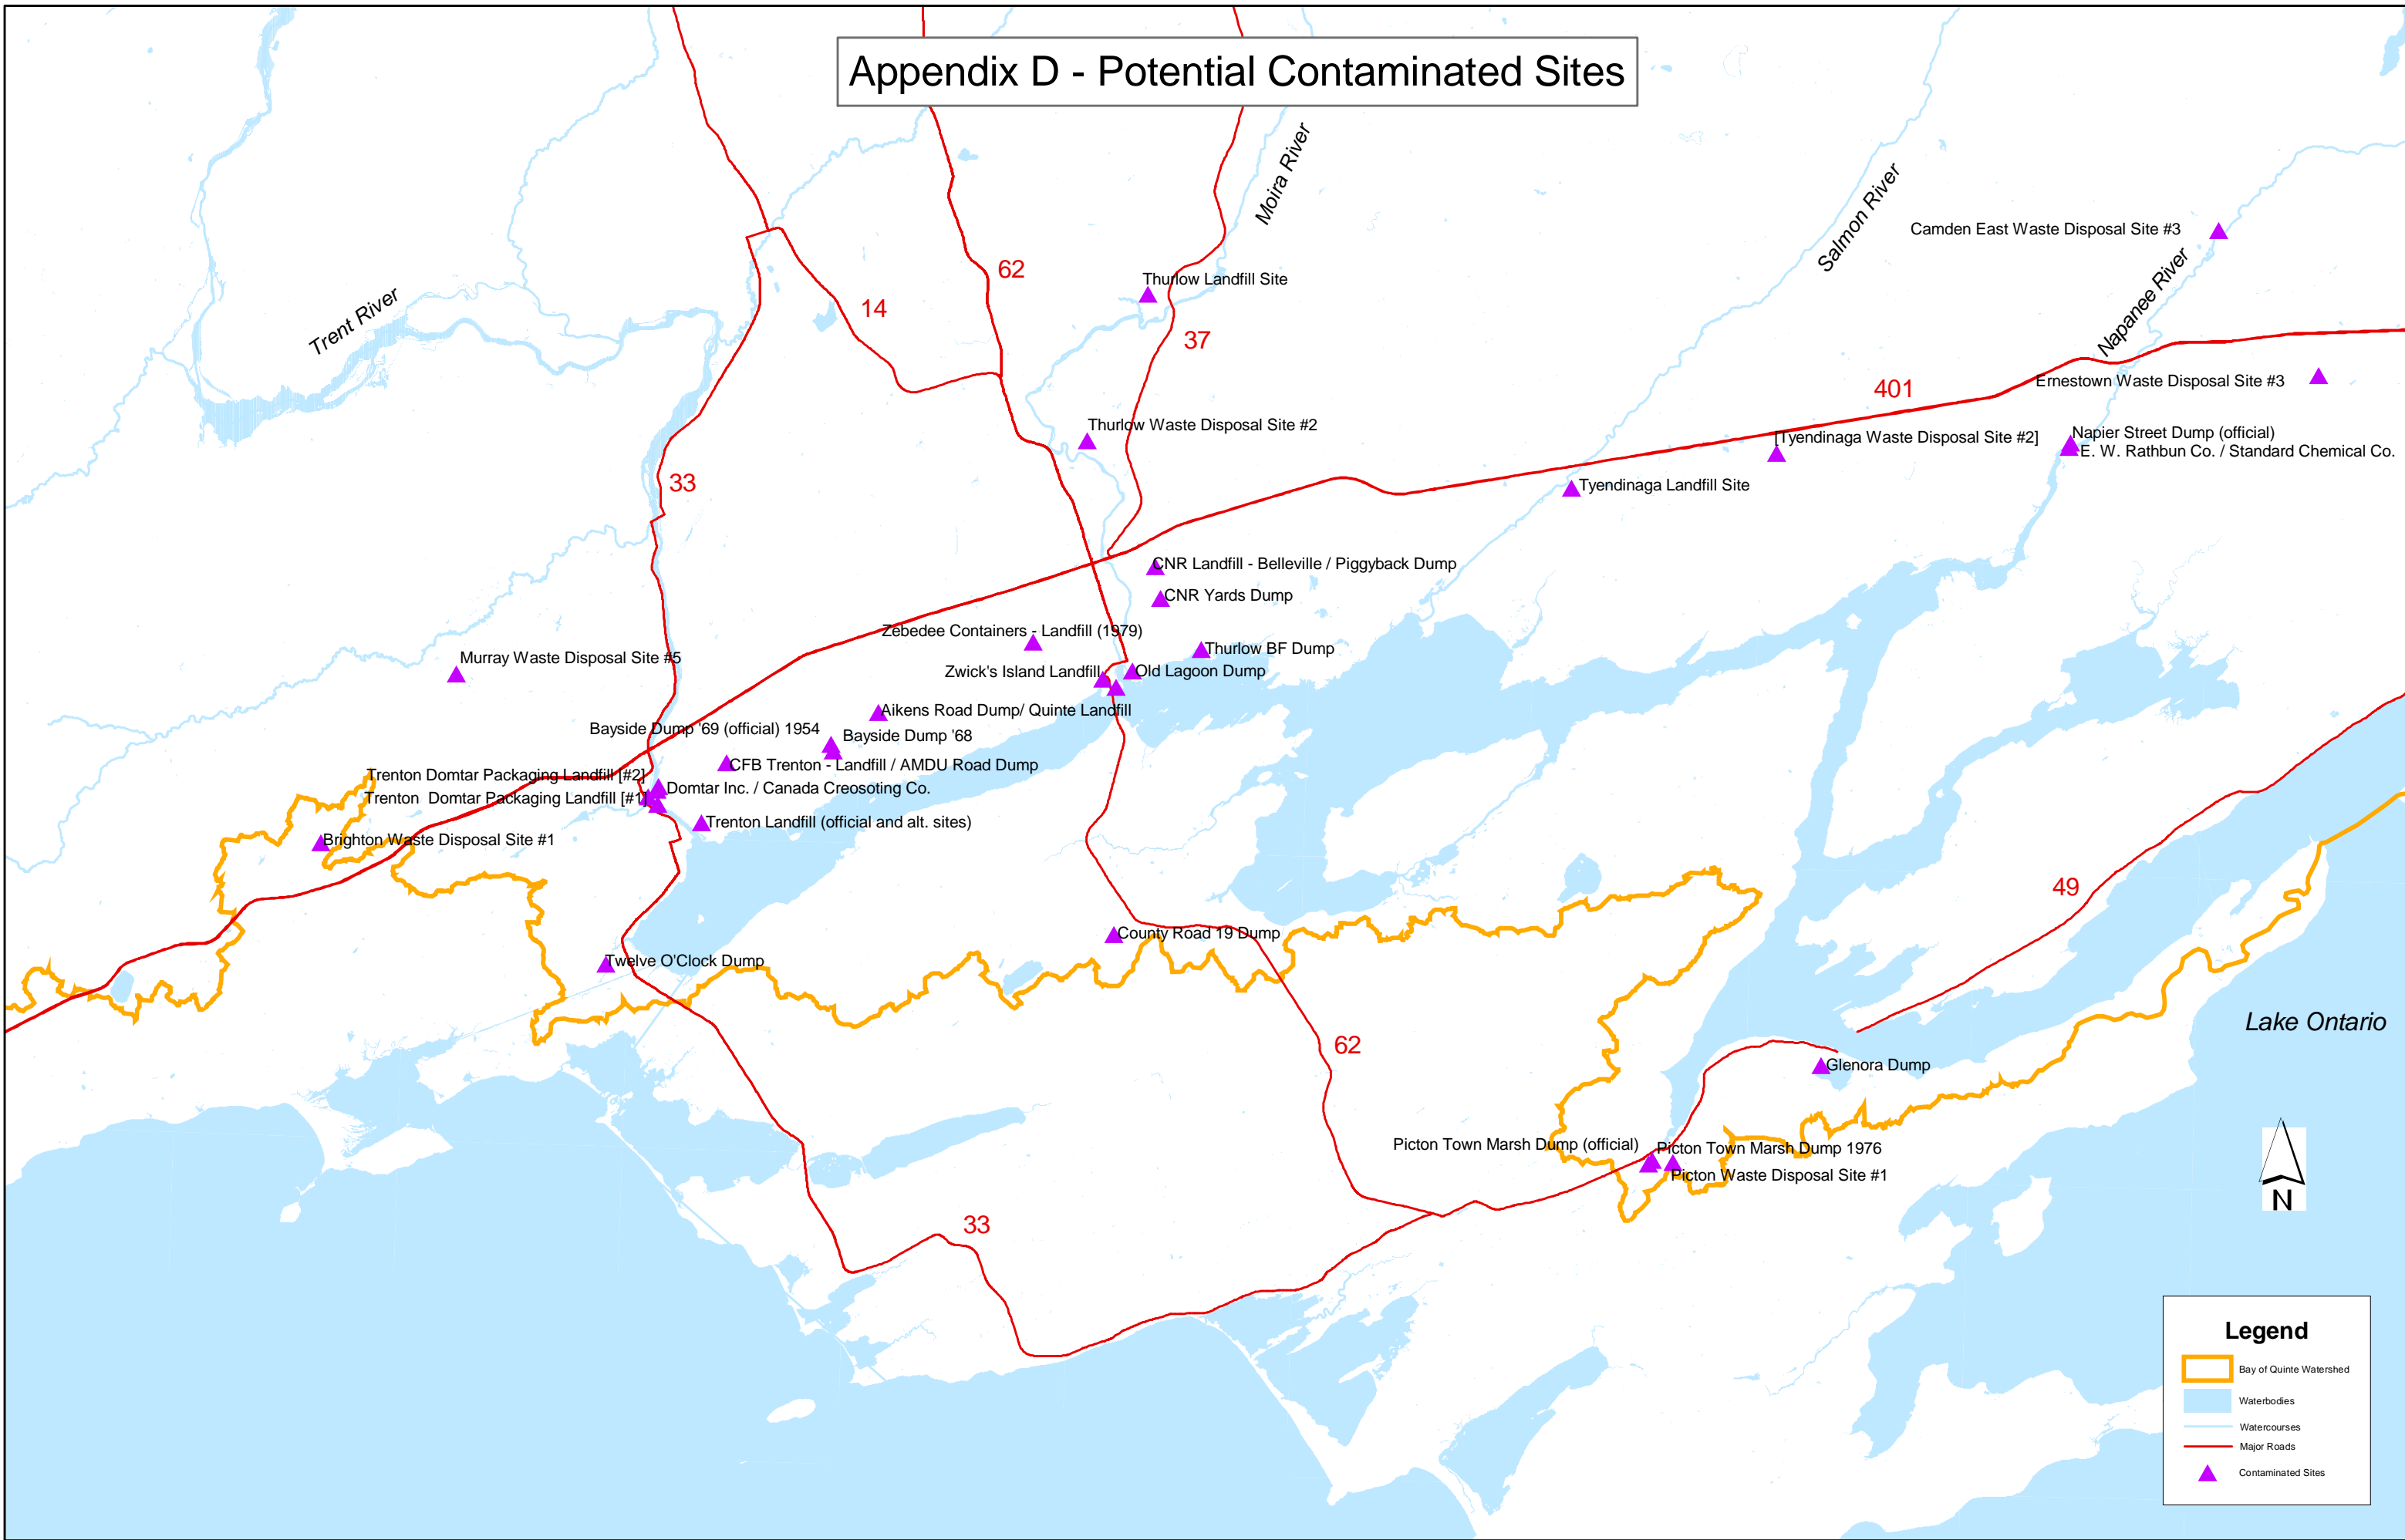 Appendix D - Potential Contaminated Sites
Moira River
Salmon River
Camden East Waste Disposal Site #3
Napanee River
62
Thurlow Landfill Site
Trent River
14
37
401
Ernestown Waste Disposal Site #3
Thurlow Waste Disposal Site #2
[Tyendinaga Waste Disposal Site #2]
Napier Street Dump (official)
E. W. Rathbun Co. / Standard Chemical Co.
33
Tyendinaga Landfill Site
CNR Landfill - Belleville / Piggyback Dump
CNR Yards Dump
Zebedee Containers - Landfill (1979)
Thurlow BF Dump
Murray Waste Disposal Site #5
Zwick's Island Landfill
Old Lagoon Dump
Aikens Road Dump/ Quinte Landfill
Bayside Dump '69 (official) 1954
Bayside Dump '68
CFB Trenton - Landfill / AMDU Road Dump
Trenton Domtar Packaging Landfill [#2]
Domtar Inc. / Canada Creosoting Co.
Trenton  Domtar Packaging Landfill [#1]
Trenton Landfill (official and alt. sites)
Brighton Waste Disposal Site #1
49
County Road 19 Dump
Twelve O'Clock Dump
Lake Ontario
62
Glenora Dump
Picton Town Marsh Dump (official)
Picton Town Marsh Dump 1976
Picton Waste Disposal Site #1
N
33
Legend
Bay of Quinte Watershed
Waterbodies
Watercourses
Major Roads
Contaminated Sites